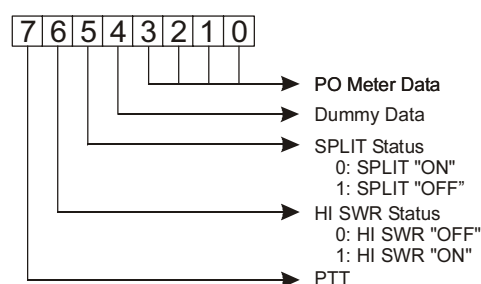 7 6 5 4 3 2 1 0
PO Meter Data
Dummy Data
SPLIT Status
0: SPLIT "ON"
1: SPLIT "OFF”
HI SWR Status
0: HI SWR "OFF"
1: HI SWR "ON"
PTT